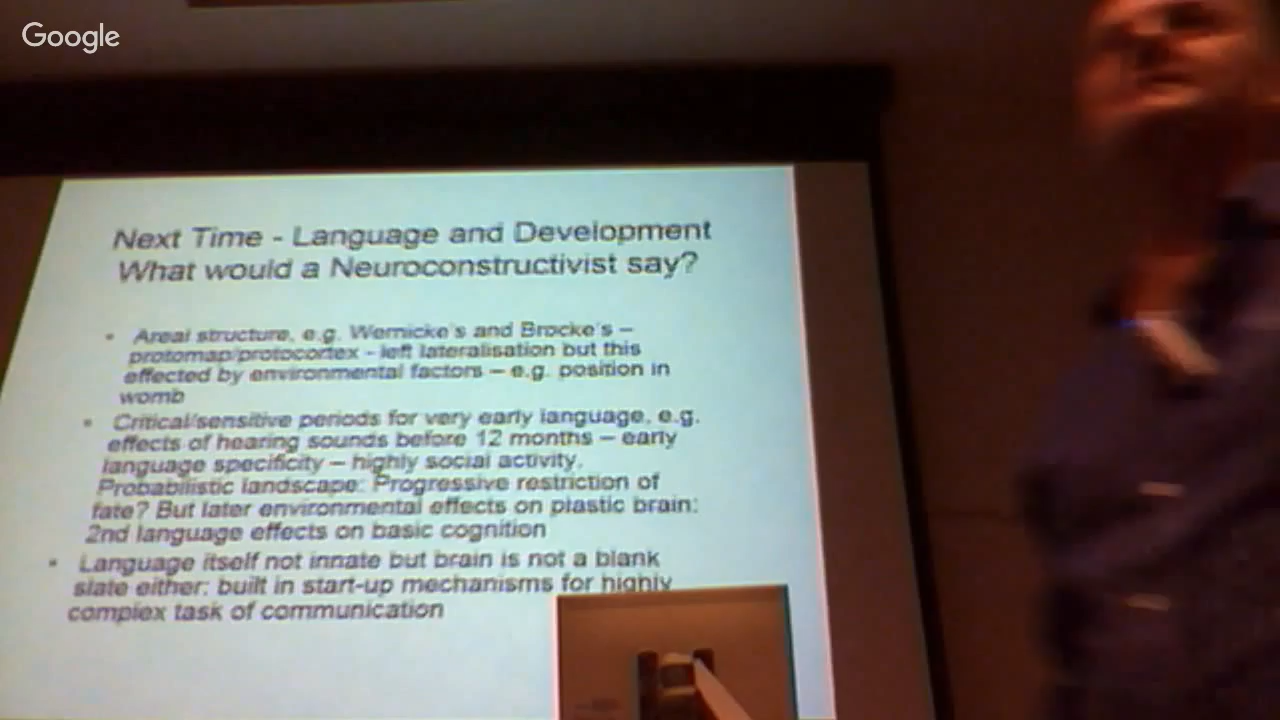 Google
Next Time - Language and Development
What would a Neuroconstructivist say?
• Areal structure, e.g. Wernicke's and Brocke's –
protomap/protocortex - left lateralisation but this
effected by environmental factors – e.g. position in
womb
• Critical/sensitive periods for very early language, e.g.
effects of hearing sounds before 12 months – early
language specificity – highly social activity.
Probabilistic landscape: Progressive restriction of
fate? But later environmental effects on plastic brain:
2nd language effects on basic cognition
• Language itself not innate but brain is not a blank
slate either: built in start-up mechanisms for highly
complex task of communication